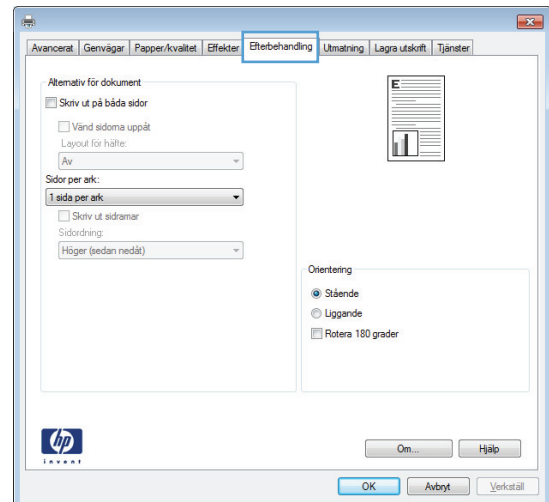 Avancerat Genvägar Papper/kvalitet Effekter Efterbehandling Utmatning Lagra utskrift Tjänster
Alternativ för dokument
Skriv ut på båda sidor
Vänd sidorna uppåt
Layout för häfte:
Av
Sidor per ark:
1 sida per ark
Skriv ut sidramar
Sidordning:
Höger (sedan nedåt)
E
Orientering
Stående
Liggande
Rotera 180 grader
hp
invent
Om... Hjälp
OK Avbryt Verkställ